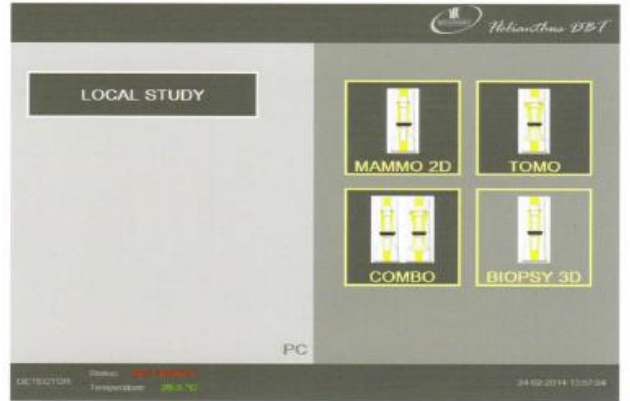 Helianthus DBT
LOCAL STUDY
MAMMO 2D
TOMO
COMBO
BIOPSY 3D
PC
DETECTOR
Status:
Temperature:
24-02-2014 13:57:24